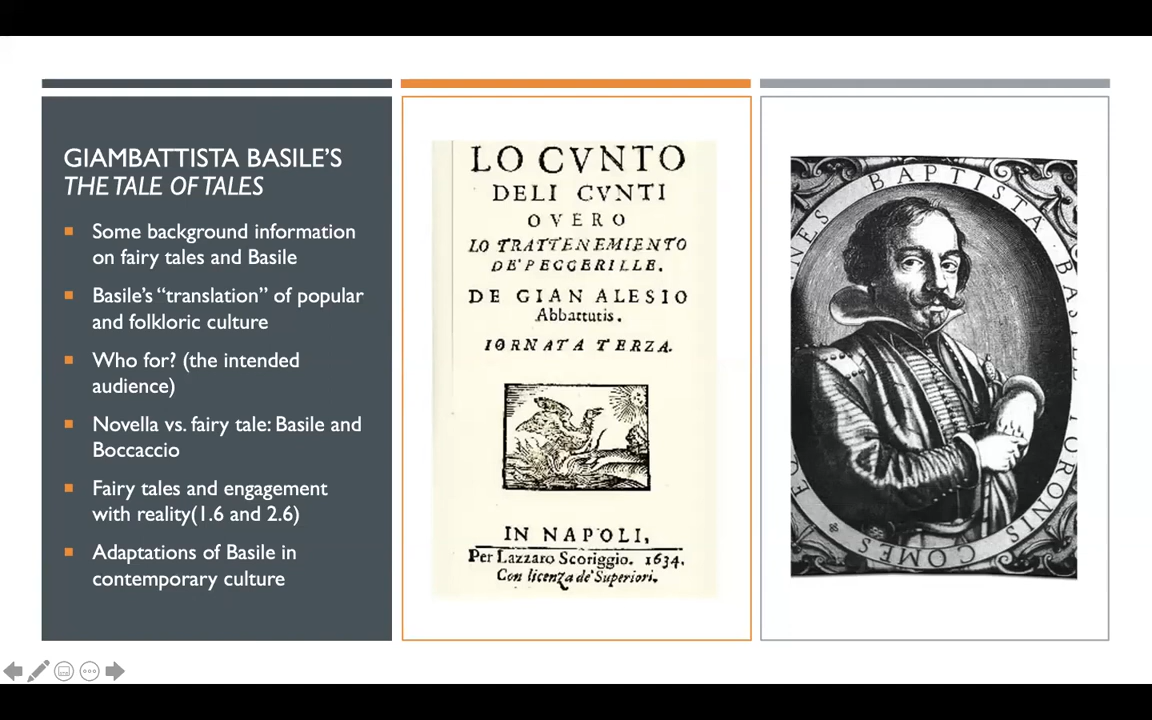 GIAMBATTISTA BASILE'S
THE TALE OF TALES
Some background information
on fairy tales and Basile
Basile's “translation” of popular
and folkloric culture
Who for? (the intended
audience)
Novella vs. fairy tale: Basile and
Boccaccio
Fairy tales and engagement
with reality(1.6 and 2.6)
Adaptations of Basile in
contemporary culture
LO CVNTO
DELI CVNTI
OVERO
LO TRATTENEMIENTO
DE'PECCERILLE.
DE GIAN ALESIO
Abbattutis.
IORNATA TERZA.
IN NAPOLI,
Per Lazzaro Scoriggio. 1634.
Con licenza de'Superiori.
BAPTISTA BASILE
TORONIS COMES